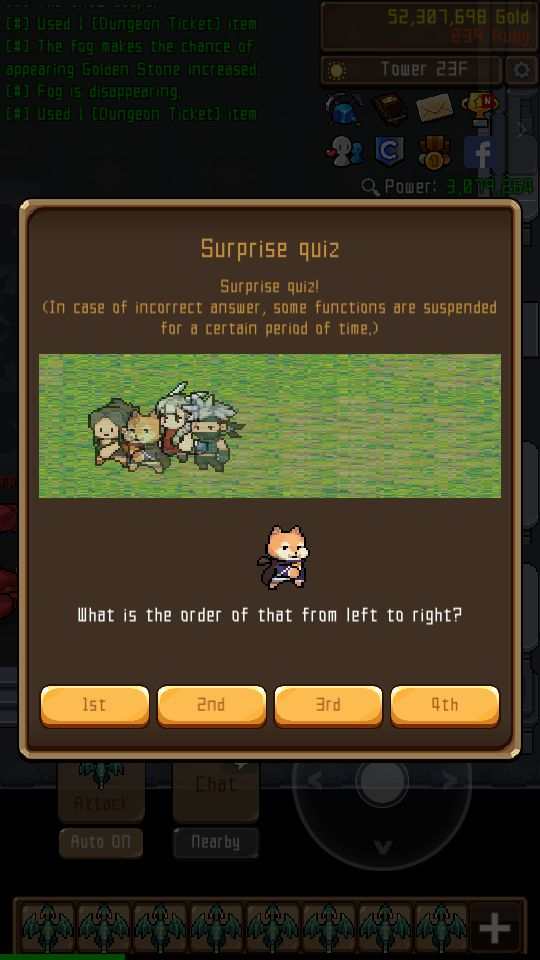 [#] Used 1 [Dungeon Ticket] item
[#] The fog makes the chance of
appearing Golden Stone increased.
[#] Fog is disappearing.
[#] Used 1 [Dungeon Ticket] item
52,307,698 Gold
239 Ruby
Tower 23F
N
Power: 3,079,264
Surprise quiz
Surprise quiz!
(In case of incorrect answer, some functions are suspended
for a certain period of time.)
What is the order of that from left to right?
1st
2nd
3rd
4th
Attack
Chat
Auto ON
Nearby